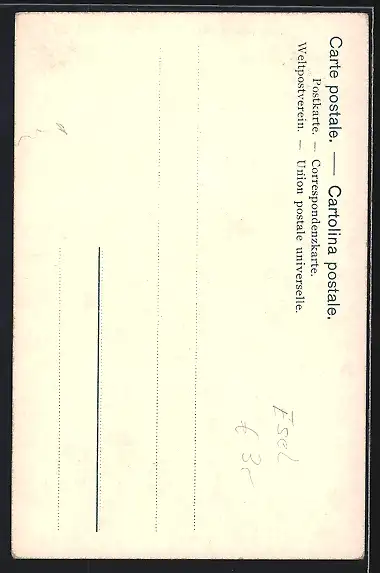 Carte postale. — Cartolina postale.
Postkarte. — Correspondenzkarte.
Weltpostverein. — Union postale universelle.
Esel